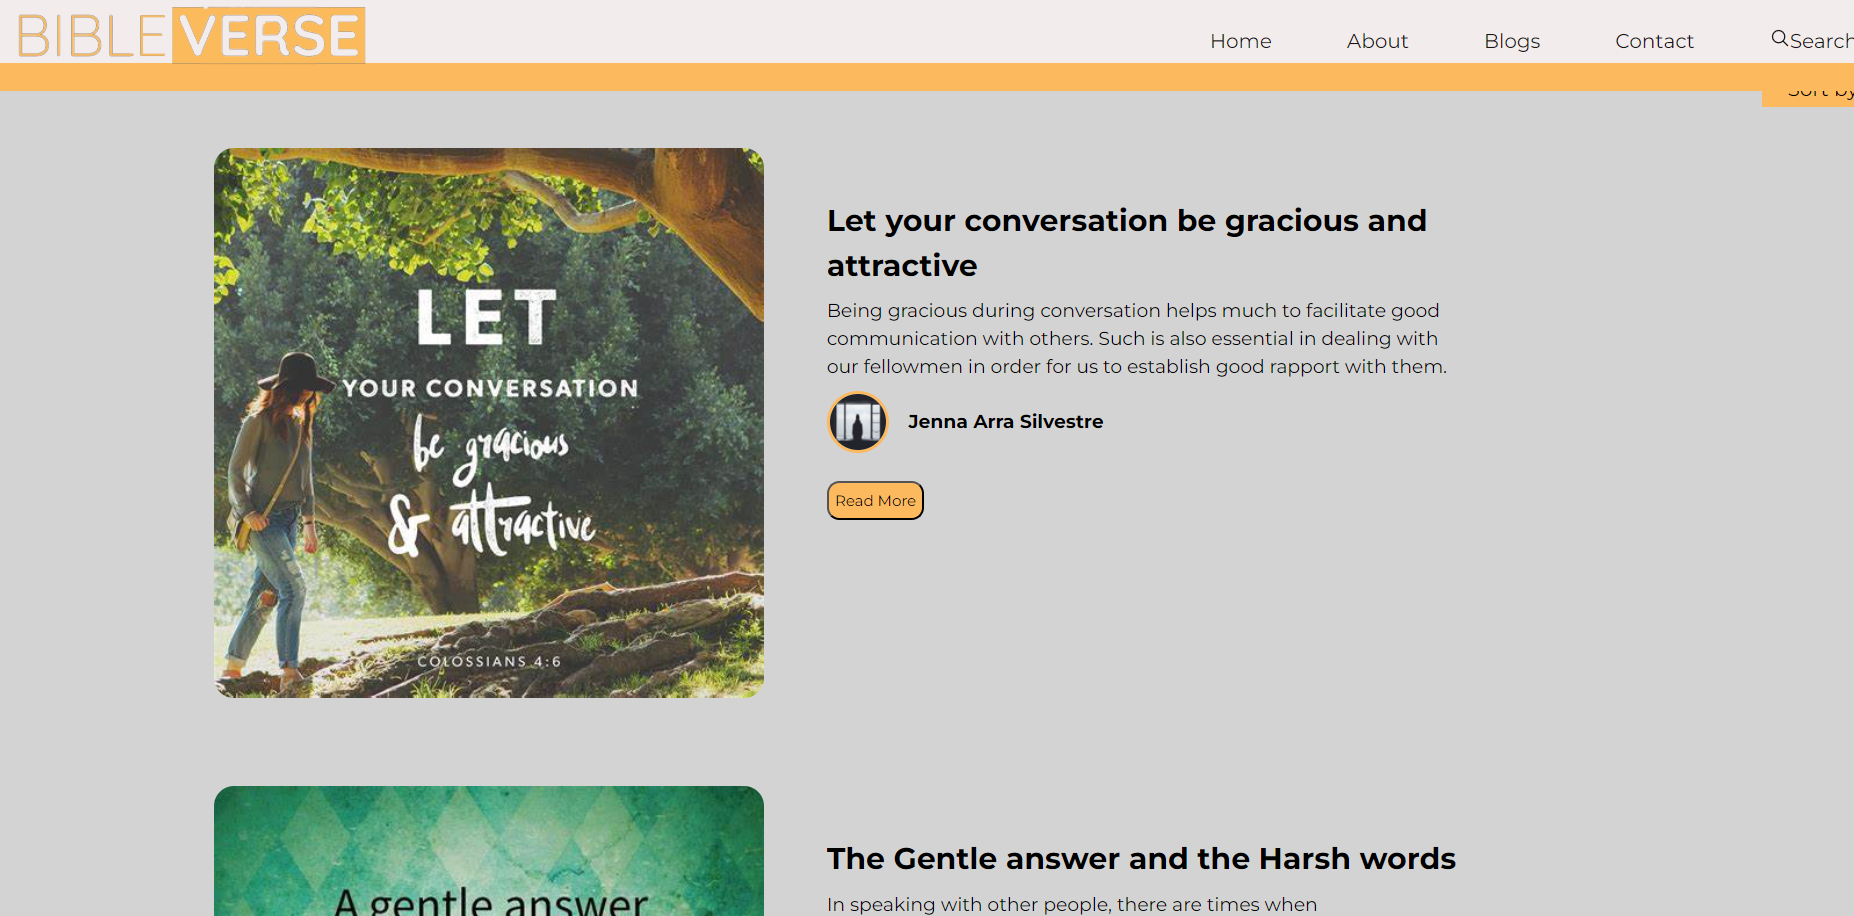 BIBLEVERSE
Home About Blogs Contact Search
Sort by
LET
YOUR CONVERSATION
be gracious
& attractive
COLOSSIANS 4:6
Let your conversation be gracious and
attractive
Being gracious during conversation helps much to facilitate good
communication with others. Such is also essential in dealing with
our fellowmen in order for us to establish good rapport with them.
Jenna Arra Silvestre
Read More
A gentle answer
The Gentle answer and the Harsh words
In speaking with other people, there are times when